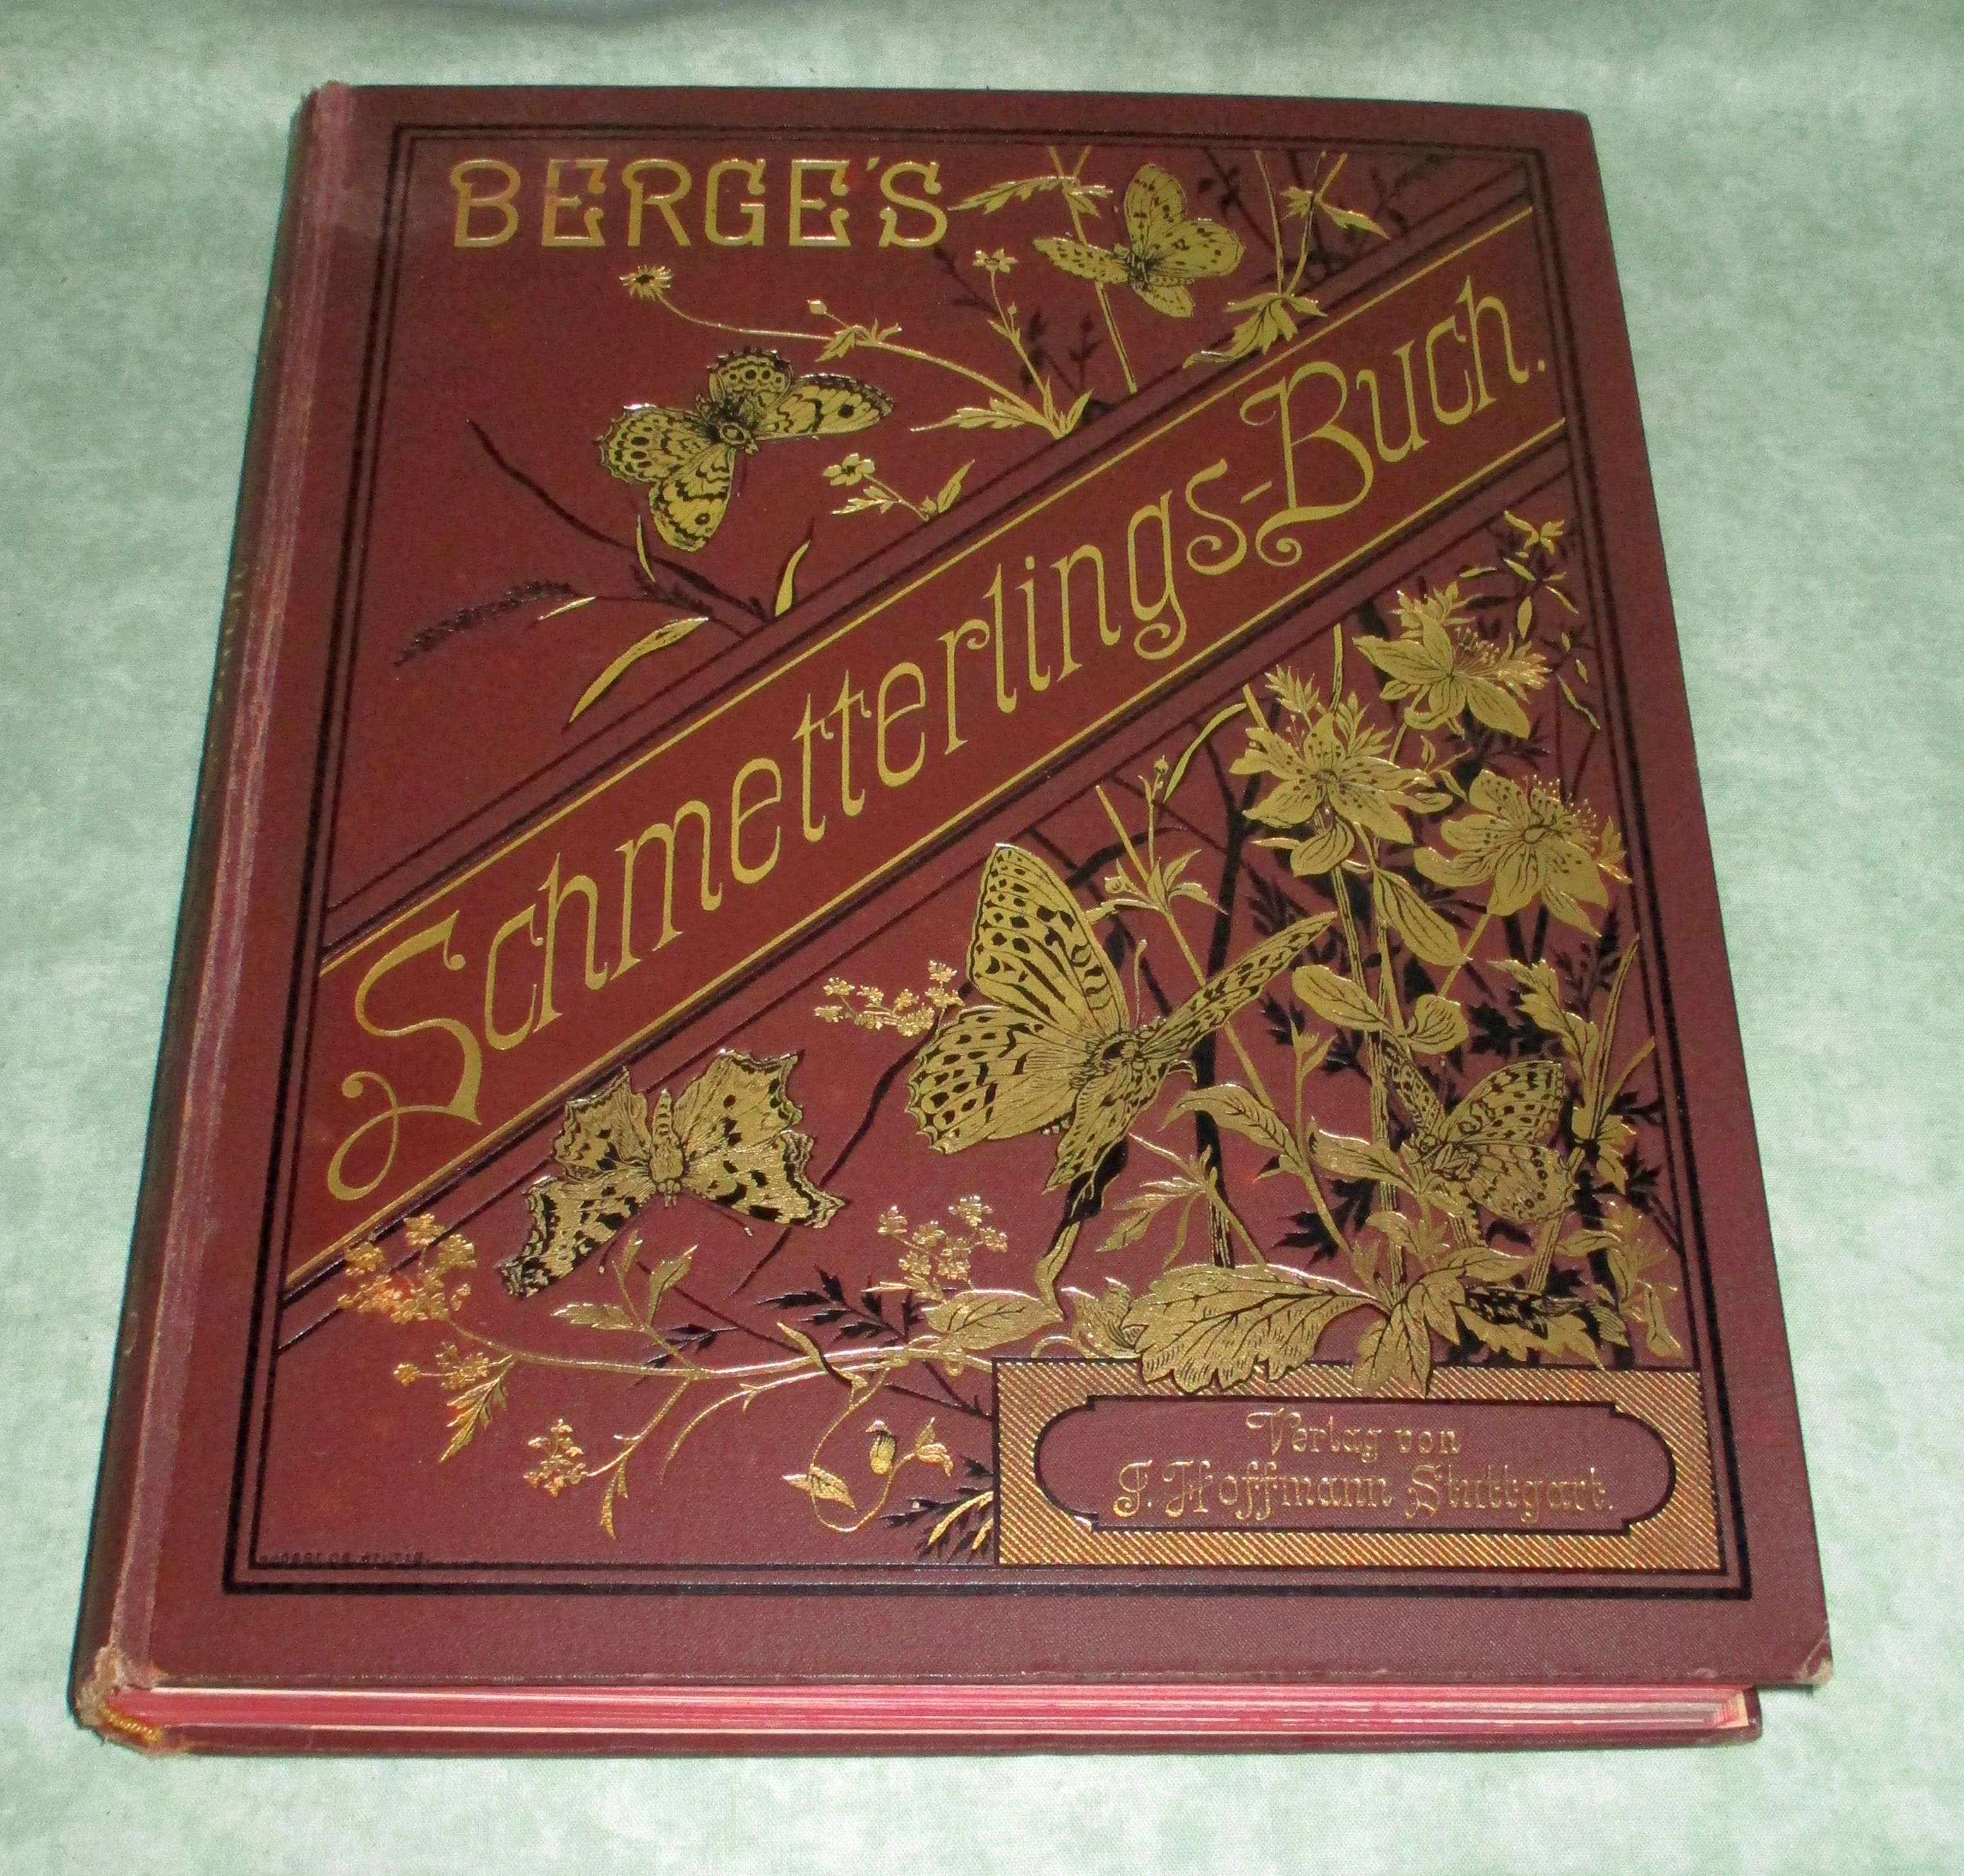 BERGE'S
Schmetterlings-Buch.
Verlag von
J. Hoffmann Stuttgart.